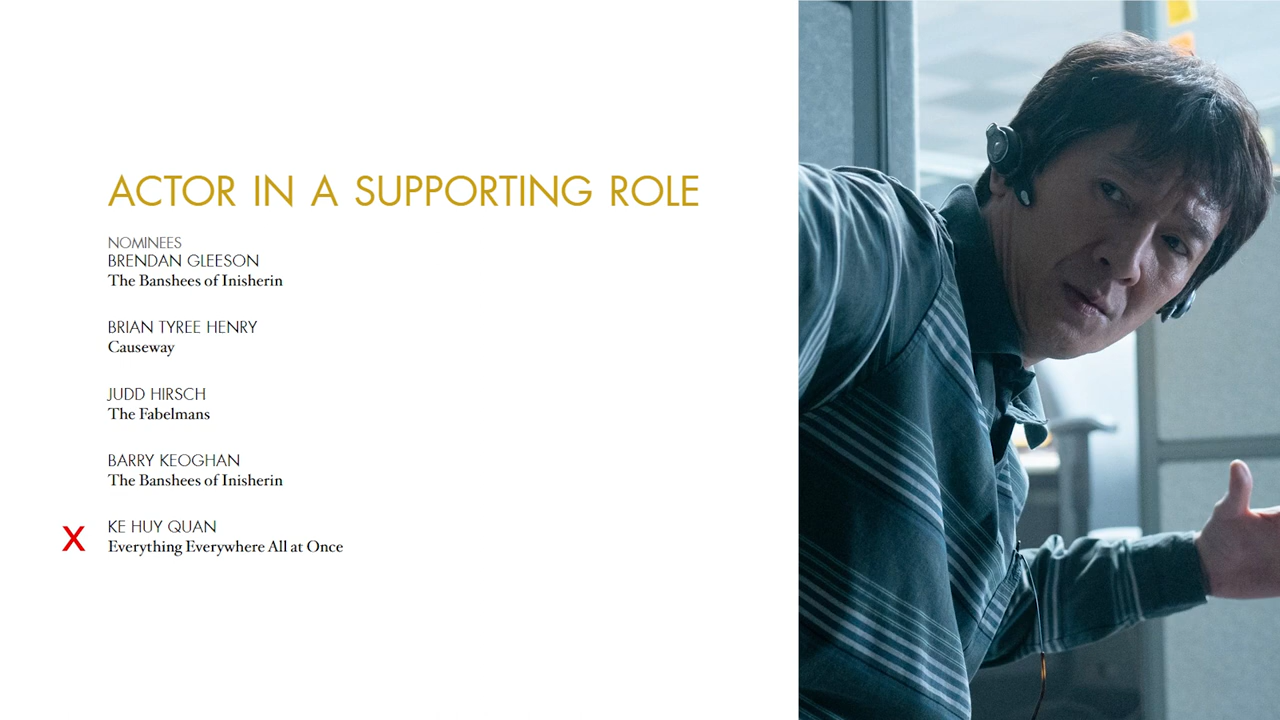 ACTOR IN A SUPPORTING ROLE
NOMINEES
BRENDAN GLEESON
The Banshees of Inisherin
BRIAN TYREE HENRY
Causeway
JUDD HIRSCH
The Fabelmans
BARRY KEOGHAN
The Banshees of Inisherin
X KE HUY QUAN
Everything Everywhere All at Once